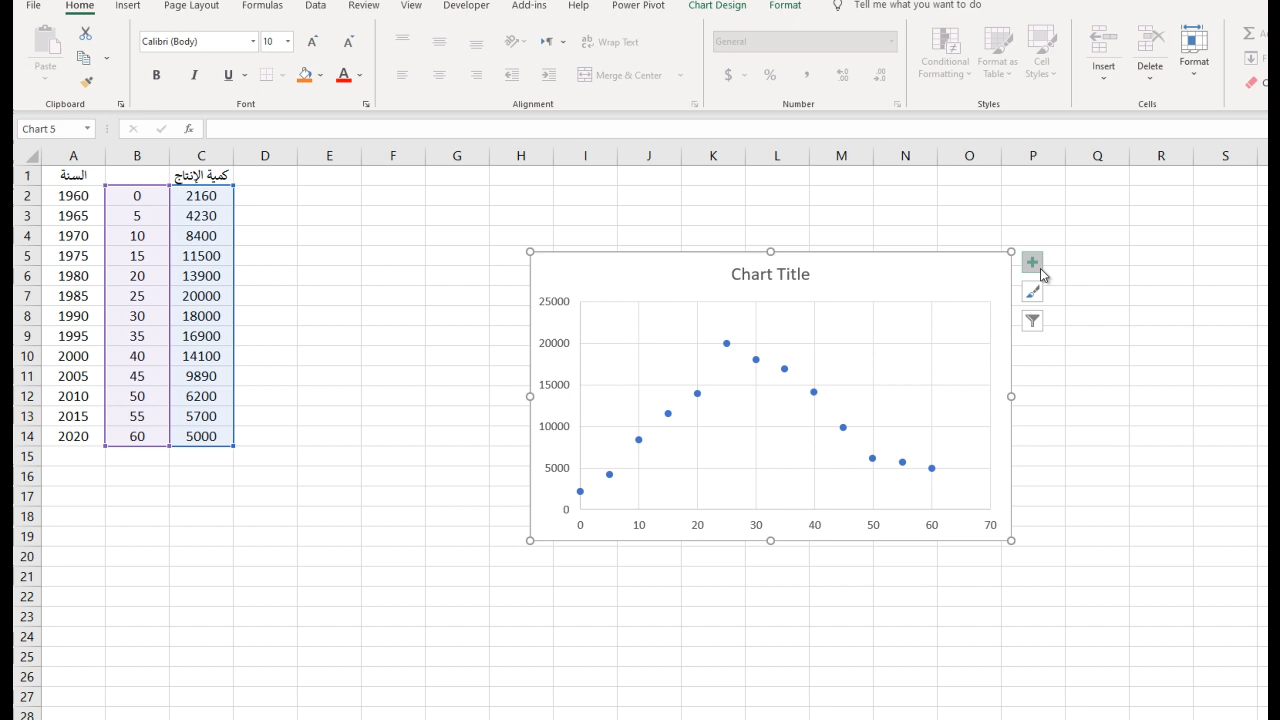 File Home Insert Page Layout Formulas Data Review View Developer Add-ins Help Power Pivot Chart Design Format Tell me what you want to do
Calibri (Body) 10 Wrap Text General
Paste B I U A Merge & Center $ % Conditional Formatting Format as Table Cell Styles Insert Delete Format
Clipboard Font Alignment Number Styles Cells
Chart 5 fx
A B C D E F G H I J K L M N O P Q R S
1 السنة كمية الإنتاج
2 1960 0 2160
3 1965 5 4230
4 1970 10 8400
5 1975 15 11500
6 1980 20 13900
7 1985 25 20000
8 1990 30 18000
9 1995 35 16900
10 2000 40 14100
11 2005 45 9890
12 2010 50 6200
13 2015 55 5700
14 2020 60 5000
15
16
17
18
19
20
21
22
23
24
25
26
27
28
Chart Title
25000
20000
15000
10000
5000
0
0 10 20 30 40 50 60 70